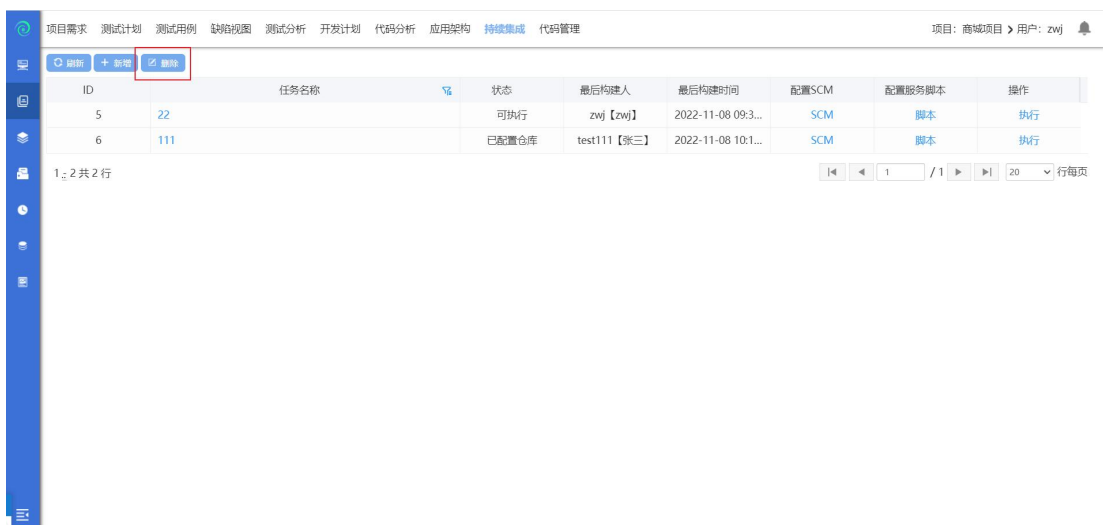 项目需求 测试计划 测试用例 缺陷视图 测试分析 开发计划 代码分析 应用架构 持续集成 代码管理 项目：商城项目 用户：zwj
刷新 新增 删除
ID 任务名称 状态 最后构建人 最后构建时间 配置SCM 配置服务脚本 操作
5 22 可执行 zwj【zwj】 2022-11-08 09:3... SCM 脚本 执行
6 111 已配置仓库 test111【张三】 2022-11-08 10:1... SCM 脚本 执行
1 - 2 共 2 行 1 / 1 20 行每页